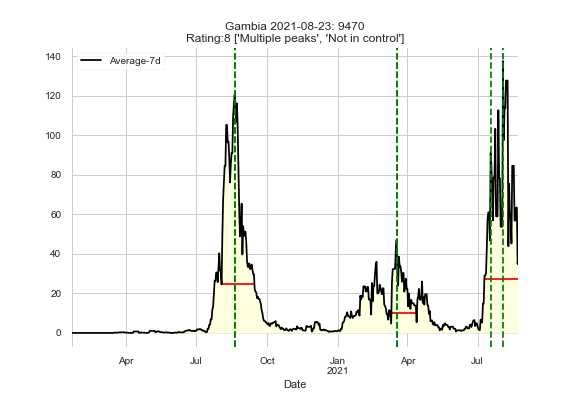 Gambia 2021-08-23: 9470
Rating:8 ['Multiple peaks', 'Not in control']
140
Average-7d
120
100
80
60
40
20
0
Apr Jul Oct Jan Apr Jul
2021
Date